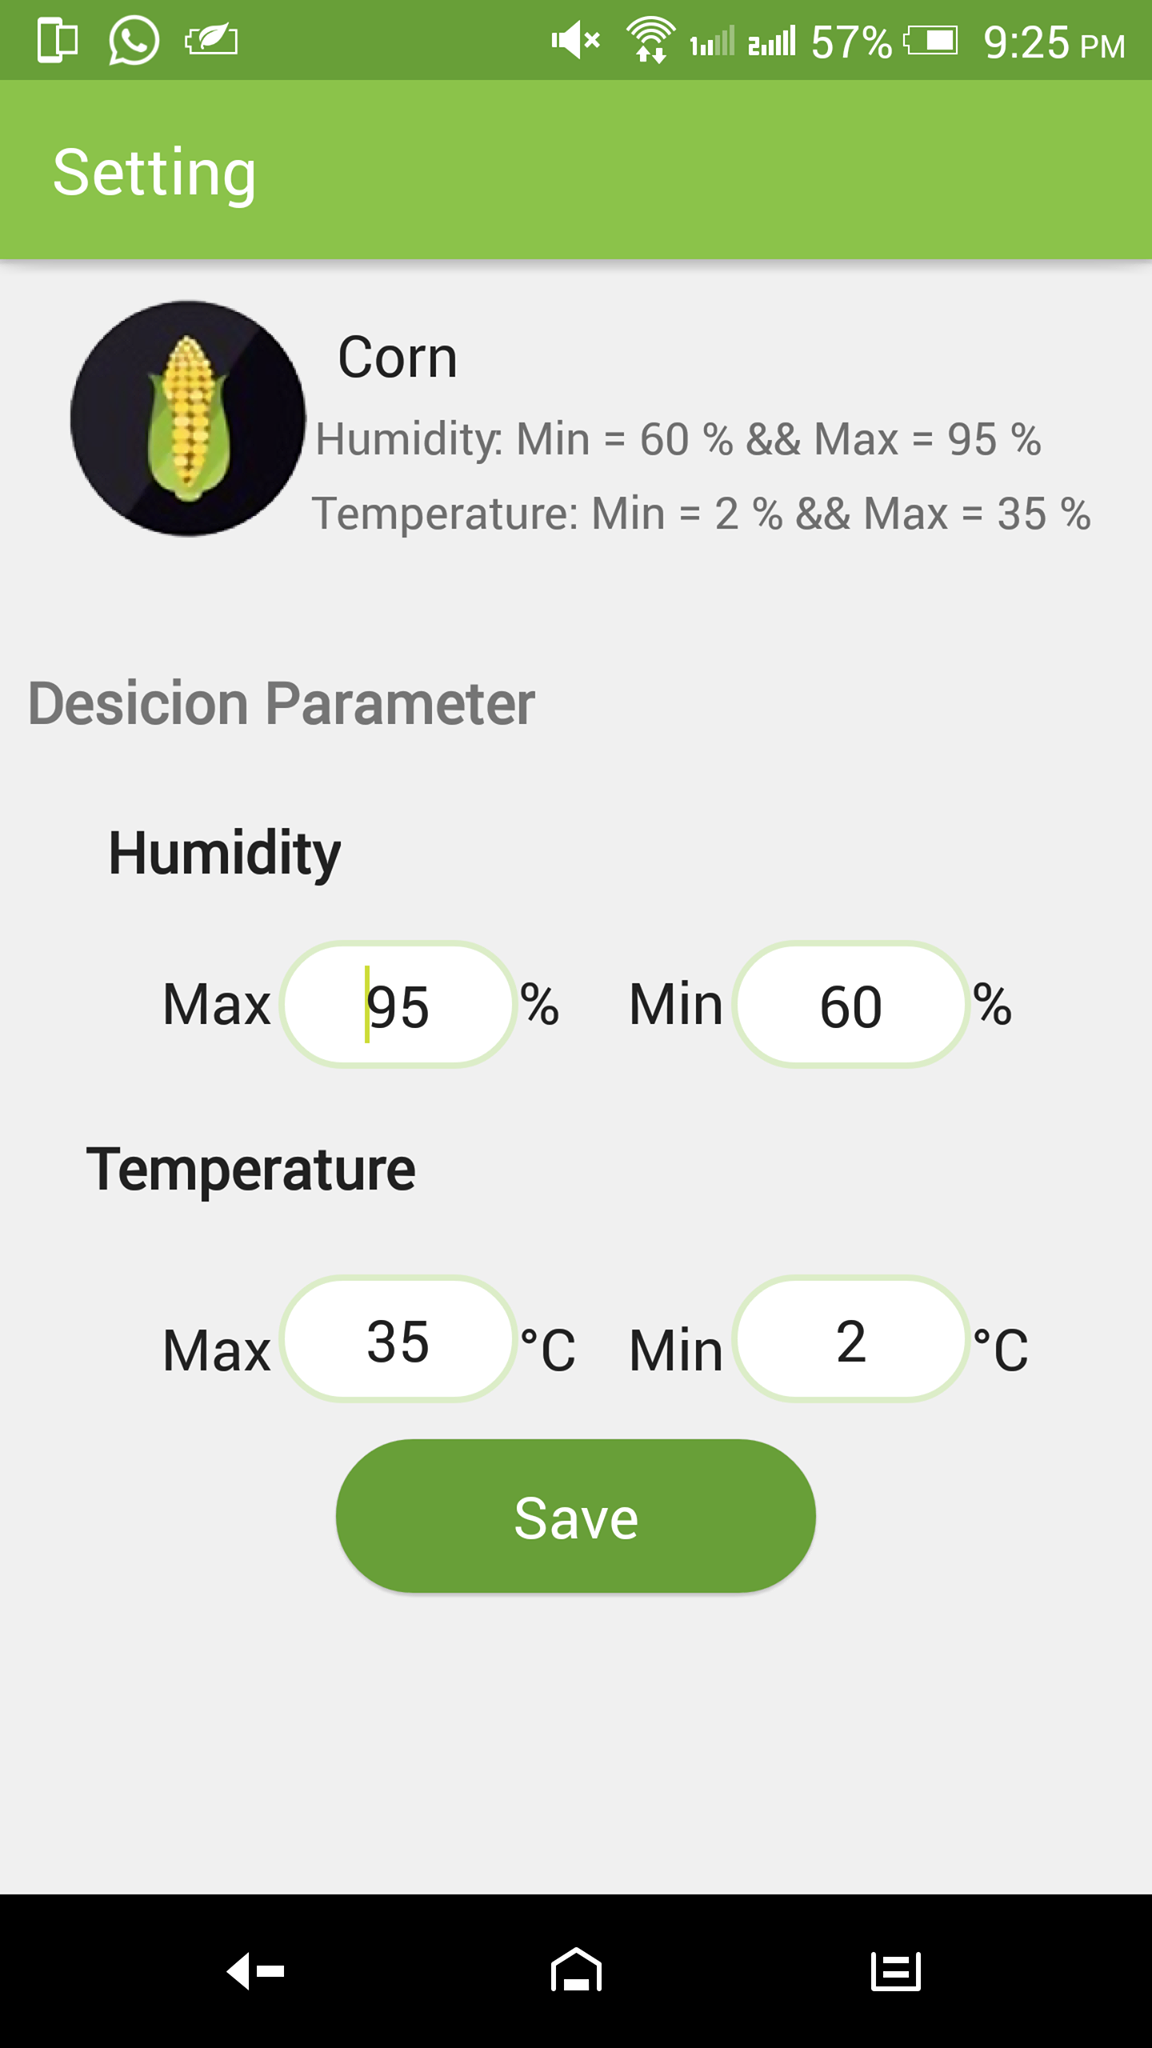 1 2 57% 9:25 PM
Setting
Corn
Humidity: Min = 60 % && Max = 95 %
Temperature: Min = 2 % && Max = 35 %
Desicion Parameter
Humidity
Max 95 % Min 60 %
Temperature
Max 35 °C Min 2 °C
Save